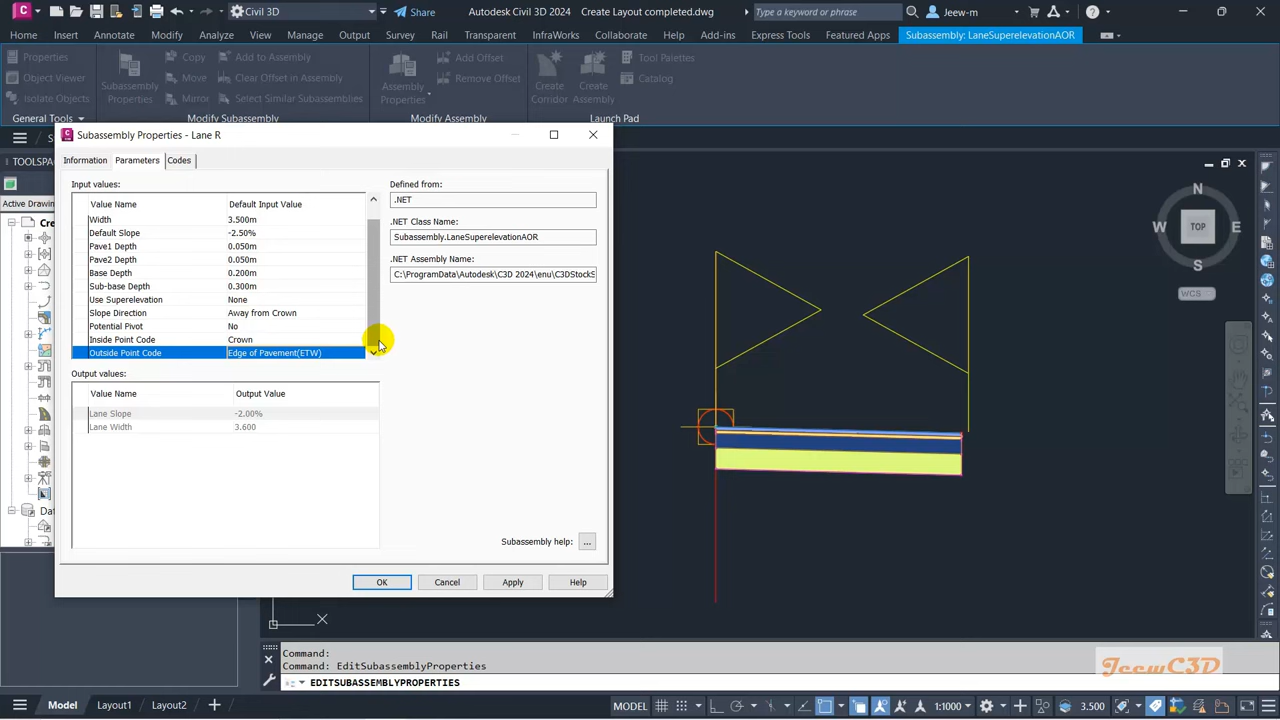 C Civil 3D Share Autodesk Civil 3D 2024 Create Layout completed.dwg Type a keyword or phrase Jeew-m
Home Insert Annotate Modify Analyze View Manage Output Survey Rail Transparent InfraWorks Collaborate Help Add-ins Express Tools Featured Apps Subassembly: LaneSuperelevationAOR
Properties
Object Viewer
Isolate Objects
General Tools
Subassembly
Properties
Copy
Move
Mirror
Add to Assembly
Clear Offset in Assembly
Select Similar Subassemblies
Modify Subassembly
Assembly
Properties
Add Offset
Remove Offset
Modify Assembly
Create
Corridor
Create
Assembly
Tool Palettes
Catalog
Launch Pad
Subassembly Properties - Lane R
TOOLSPA
Active Drawin
Cre
Dat
Information Parameters Codes
Input values:
Value Name Default Input Value
Width 3.500m
Default Slope -2.50%
Pave1 Depth 0.050m
Pave2 Depth 0.050m
Base Depth 0.200m
Sub-base Depth 0.300m
Use Superelevation None
Slope Direction Away from Crown
Potential Pivot No
Inside Point Code Crown
Outside Point Code Edge of Pavement(ETW)
Output values:
Value Name Output Value
Lane Slope -2.00%
Lane Width 3.600
Defined from:
.NET
.NET Class Name:
Subassembly.LaneSuperelevationAOR
.NET Assembly Name:
C:\ProgramData\Autodesk\C3D 2024\enu\C3DStockS
Subassembly help: ...
OK Cancel Apply Help
N
W TOP E
S
WCS
X
Command:
Command: EditSubassemblyProperties
EDITSUBASSEMBLYPROPERTIES
JeewC3D
Model Layout1 Layout2 + MODEL 1:1000 3.500